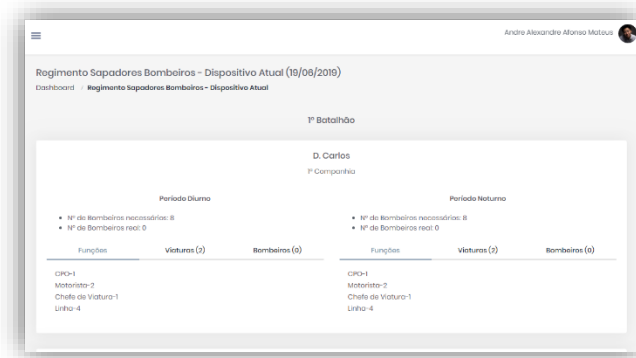 Andre Alexandre Afonso Mateus
Regimento Sapadores Bombeiros - Dispositivo Atual (19/06/2019)
Dashboard / Regimento Sapadores Bombeiros - Dispositivo Atual
1º Batalhão
D. Carlos
1ª Companhia
Período Diurno
Nº de Bombeiros necessários: 8
Nº de Bombeiros real: 0
Funções Viaturas (2) Bombeiros (0)
CPO-1
Motorista-2
Chefe de Viatura-1
Linha-4
Período Noturno
Nº de Bombeiros necessários: 8
Nº de Bombeiros real: 0
Funções Viaturas (2) Bombeiros (0)
CPO-1
Motorista-2
Chefe de Viatura-1
Linha-4